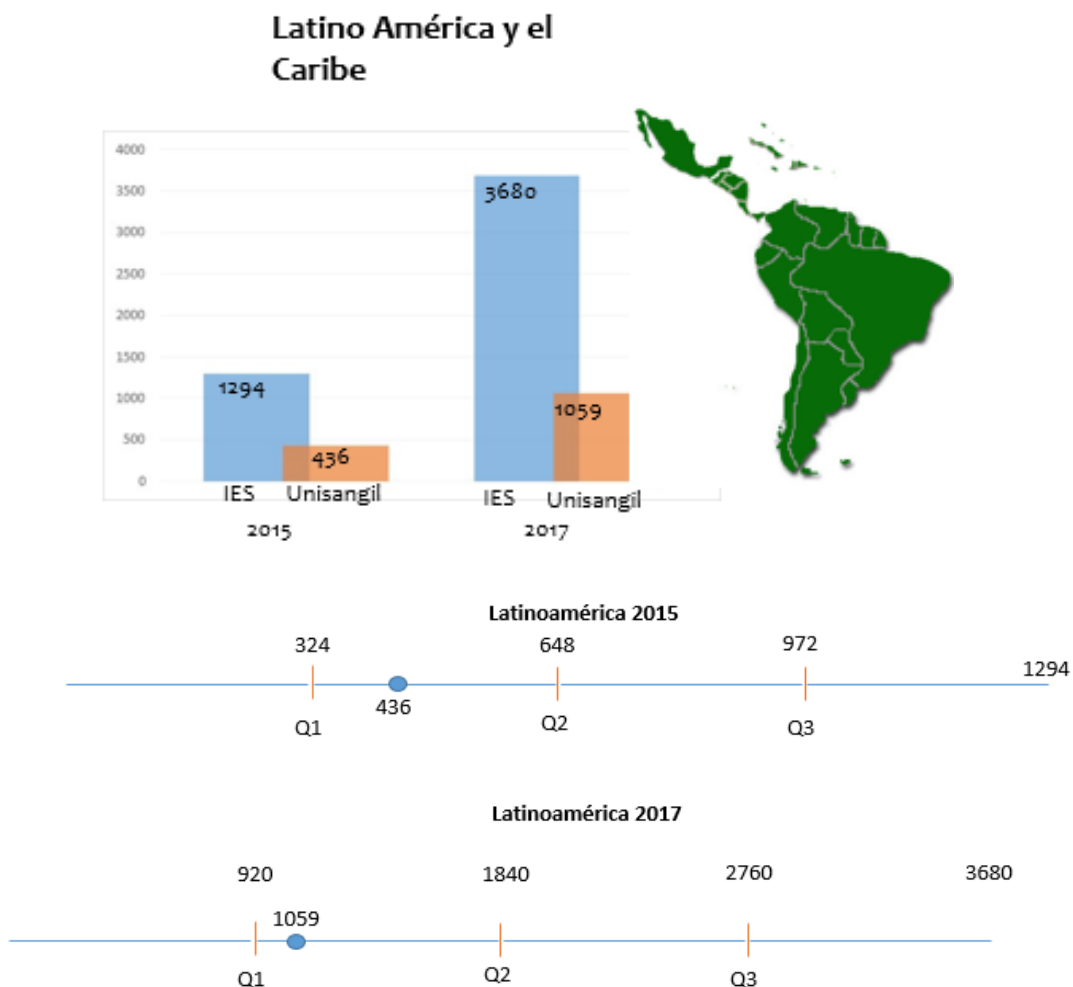 Latino América y el
Caribe
4000
3500
3000
2500
2000
1500
1000
500
0
3680
1294
1059
436
IES Unisangil IES Unisangil
2015 2017
Latinoamérica 2015
324 648 972 1294
436
Q1 Q2 Q3
Latinoamérica 2017
920 1840 2760 3680
1059
Q1 Q2 Q3